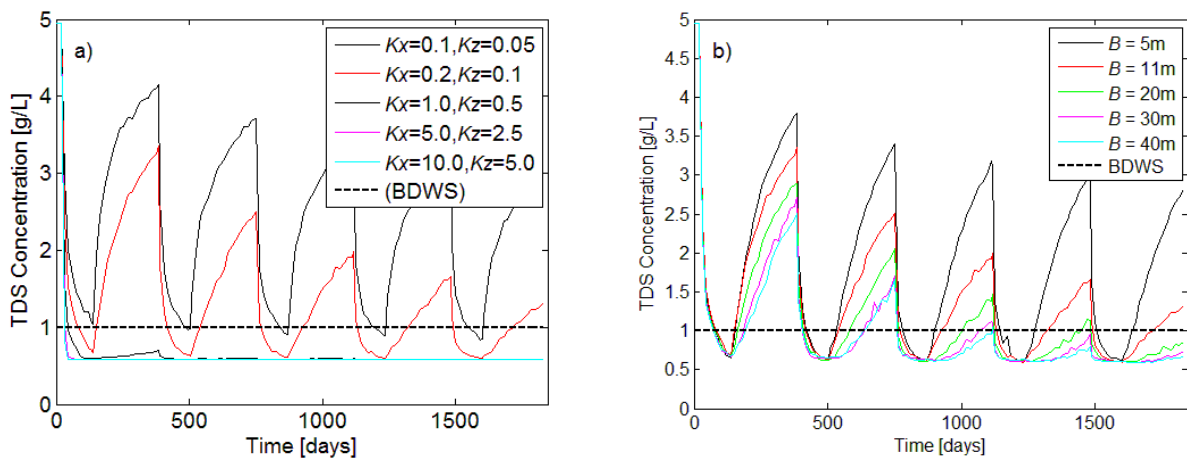 a)
Kx=0.1,Kz=0.05
Kx=0.2,Kz=0.1
Kx=1.0,Kz=0.5
Kx=5.0,Kz=2.5
Kx=10.0,Kz=5.0
(BDWS)
TDS Concentration [g/L]
5
4
3
2
1
0
0
500
1000
1500
Time [days]
b)
B = 5m
B = 11m
B = 20m
B = 30m
B = 40m
BDWS
TDS Concentration [g/L]
5
4.5
4
3.5
3
2.5
2
1.5
1
0.5
0
0
500
1000
1500
Time [days]